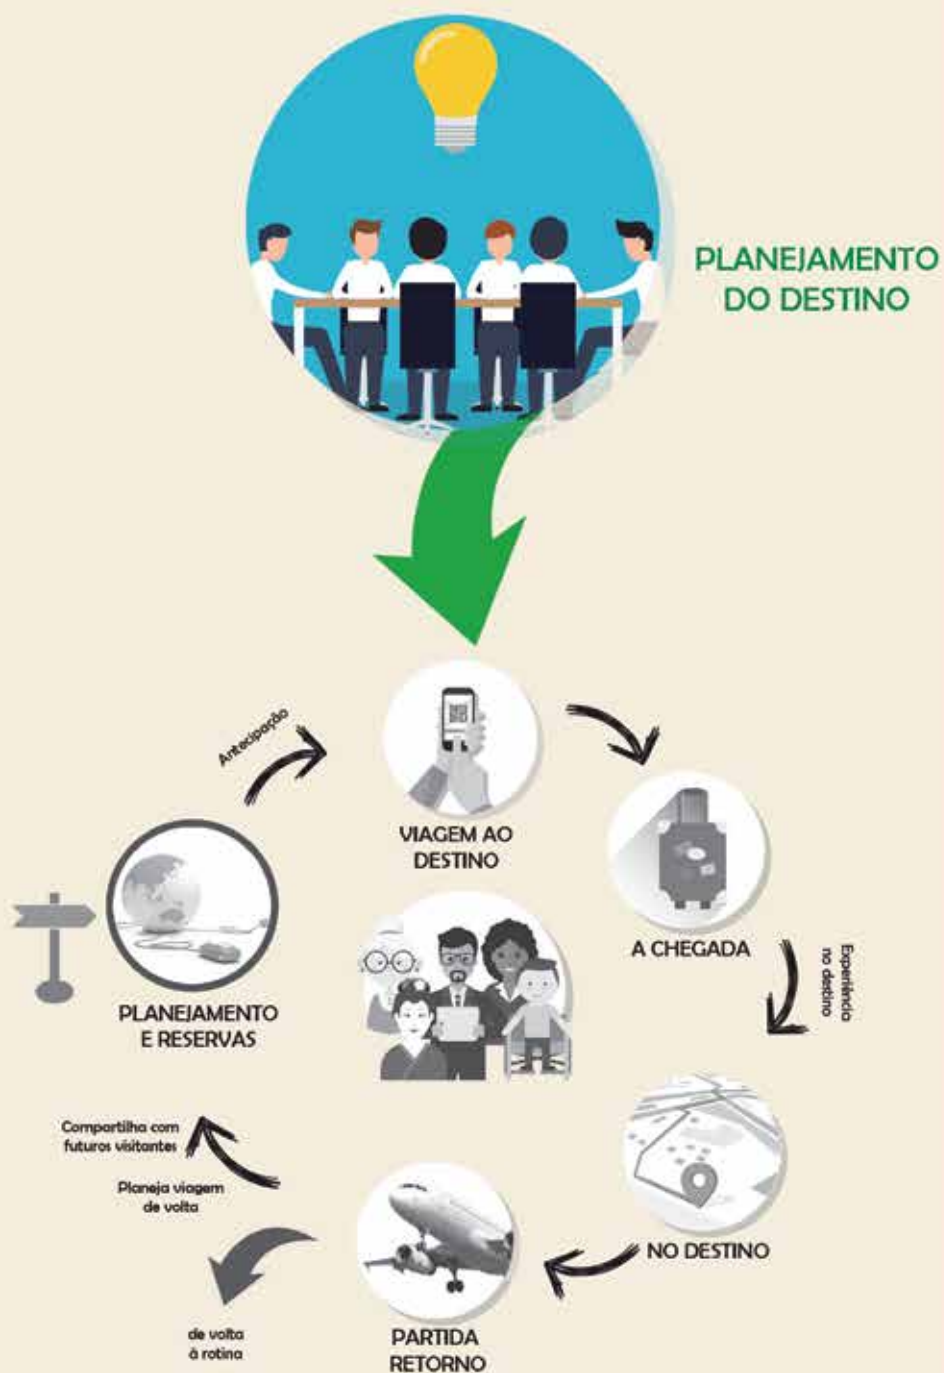 PLANEJAMENTO
DO DESTINO
Antecipação
VIAGEM AO
DESTINO
A CHEGADA
Experiência
no destino
PLANEJAMENTO
E RESERVAS
Compartilha com
futuros visitantes
Planeja viagem
de volta
NO DESTINO
de volta
à rotina
PARTIDA
RETORNO